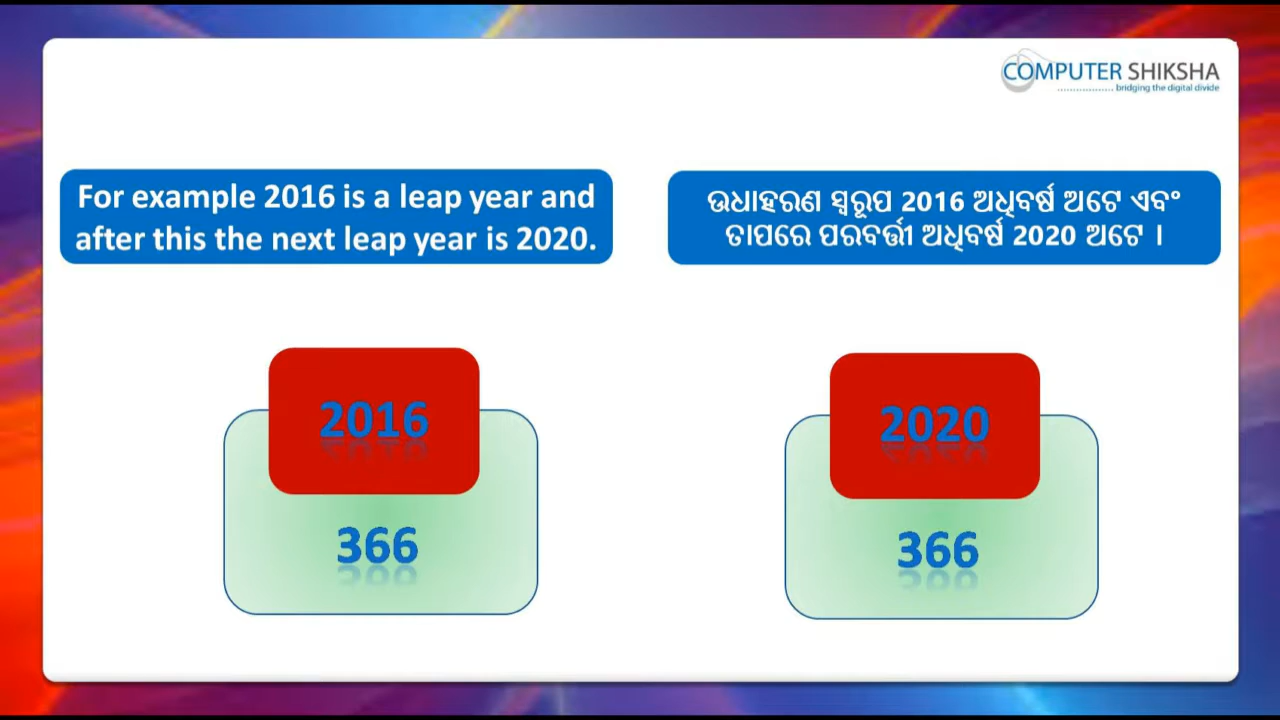 COMPUTER SHIKSHA
bridging the digital divide
For example 2016 is a leap year and
after this the next leap year is 2020.
ଉଧାହରଣ ସ୍ୱରୂପ 2016 ଅଧିବର୍ଷ ଅଟେ ଏବଂ
ତାପରେ ପରବର୍ତ୍ତୀ ଅଧିବର୍ଷ 2020 ଅଟେ ।
2016
366
2020
366